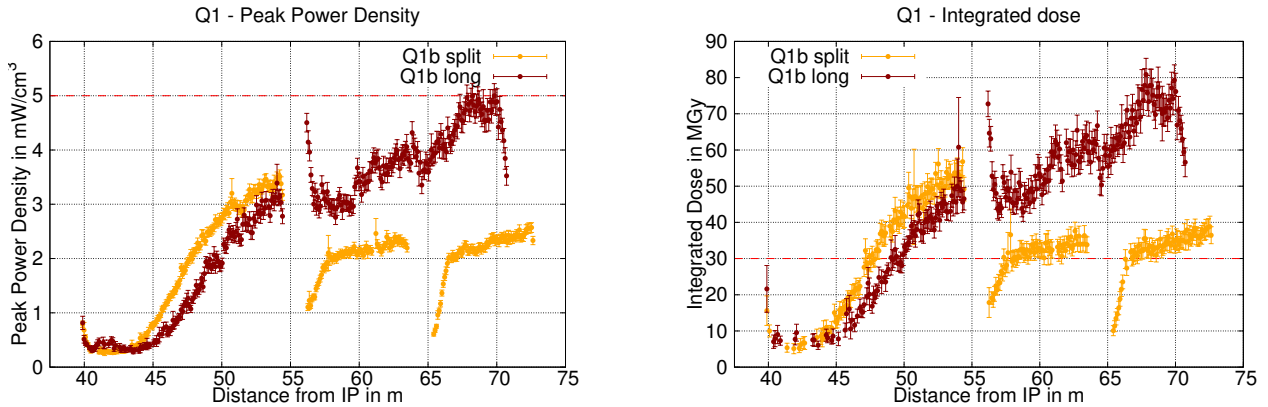 Q1 - Peak Power Density
Peak Power Density in mW/cm³
6
5
4
3
2
1
0
Q1b split
Q1b long
40 45 50 55 60 65 70 75
Distance from IP in m
Q1 - Integrated dose
Integrated Dose in MGy
90
80
70
60
50
40
30
20
10
0
Q1b split
Q1b long
40 45 50 55 60 65 70 75
Distance from IP in m